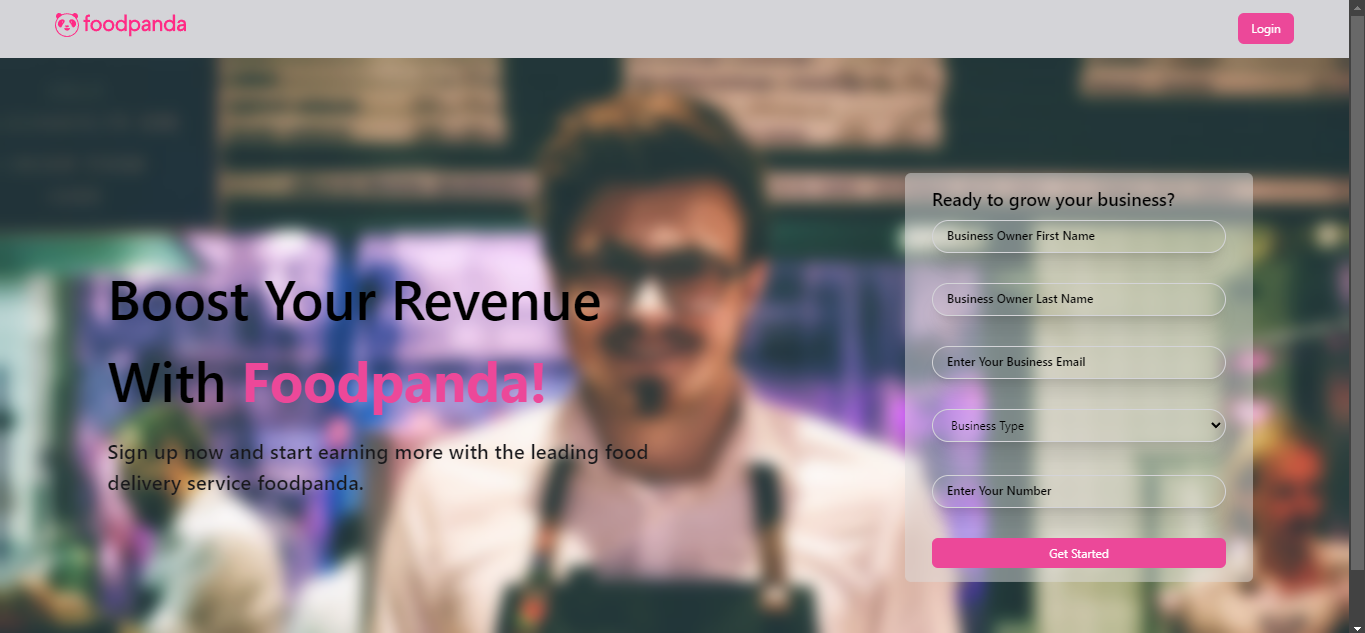 foodpanda
Login
Boost Your Revenue
With Foodpanda!
Sign up now and start earning more with the leading food
delivery service foodpanda.
Ready to grow your business?
Business Owner First Name
Business Owner Last Name
Enter Your Business Email
Business Type
Enter Your Number
Get Started